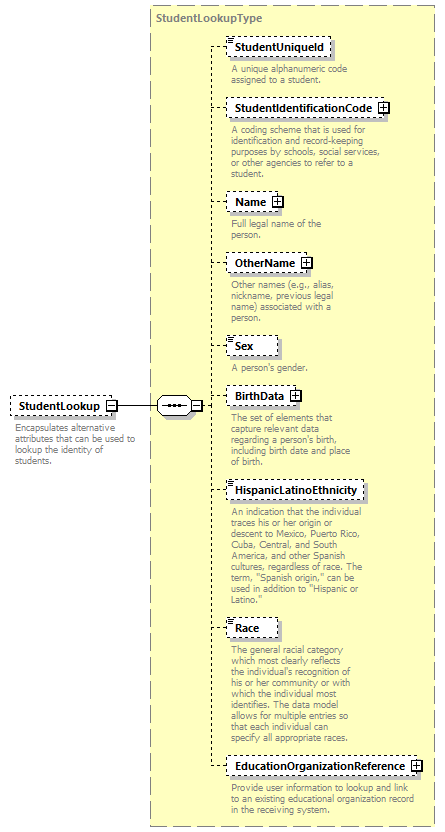 StudentLookupType
StudentUniqueId
A unique alphanumeric code
assigned to a student.
StudentIdentificationCode
A coding scheme that is used for
identification and record-keeping
purposes by schools, social services,
or other agencies to refer to a
student.
Name
Full legal name of the
person.
OtherName
Other names (e.g., alias,
nickname, previous legal
name) associated with a
person.
Sex
A person's gender.
StudentLookup
Encapsulates alternative
attributes that can be used to
lookup the identity of
students.
BirthData
The set of elements that
capture relevant data
regarding a person's birth,
including birth date and place
of birth.
HispanicLatinoEthnicity
An indication that the individual
traces his or her origin or
descent to Mexico, Puerto Rico,
Cuba, Central, and South
America, and other Spanish
cultures, regardless of race. The
term, "Spanish origin," can be
used in addition to "Hispanic or
Latino."
Race
The general racial category
which most clearly reflects
the individual's recognition of
his or her community or with
which the individual most
identifies. The data model
allows for multiple entries so
that each individual can
specify all appropriate races.
EducationOrganizationReference
Provide user information to lookup and link
to an existing educational organization record
in the receiving system.